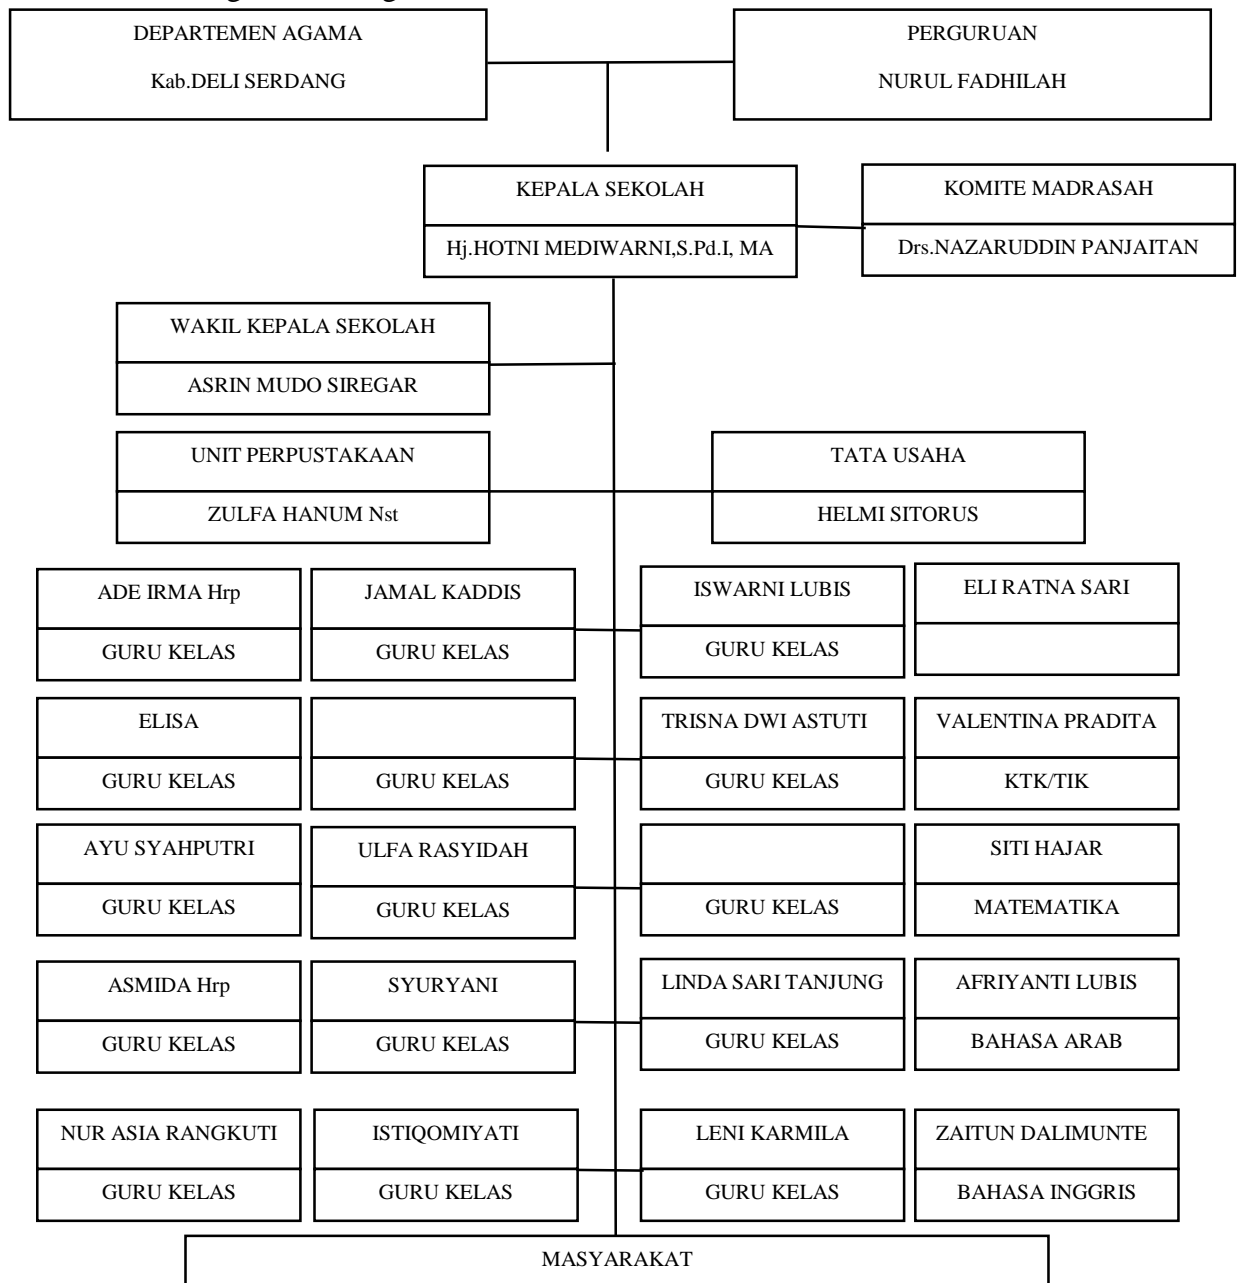 DEPARTEMEN AGAMA
Kab.DELI SERDANG
PERGURUAN
NURUL FADHILAH
KEPALA SEKOLAH
Hj.HOTNI MEDIWARNI,S.Pd.I, MA
KOMITE MADRASAH
Drs.NAZARUDDIN PANJAITAN
WAKIL KEPALA SEKOLAH
ASRIN MUDO SIREGAR
UNIT PERPUSTAKAAN
ZULFA HANUM Nst
TATA USAHA
HELMI SITORUS
ADE IRMA Hrp
GURU KELAS
JAMAL KADDIS
GURU KELAS
ISWARNI LUBIS
GURU KELAS
ELI RATNA SARI
ELISA
GURU KELAS
GURU KELAS
TRISNA DWI ASTUTI
GURU KELAS
VALENTINA PRADITA
KTK/TIK
AYU SYAHPUTRI
GURU KELAS
ULFA RASYIDAH
GURU KELAS
GURU KELAS
SITI HAJAR
MATEMATIKA
ASMIDA Hrp
GURU KELAS
SYURYANI
GURU KELAS
LINDA SARI TANJUNG
GURU KELAS
AFRIYANTI LUBIS
BAHASA ARAB
NUR ASIA RANGKUTI
GURU KELAS
ISTIQOMIYATI
GURU KELAS
LENI KARMILA
GURU KELAS
ZAITUN DALIMUNTE
BAHASA INGGRIS
MASYARAKAT